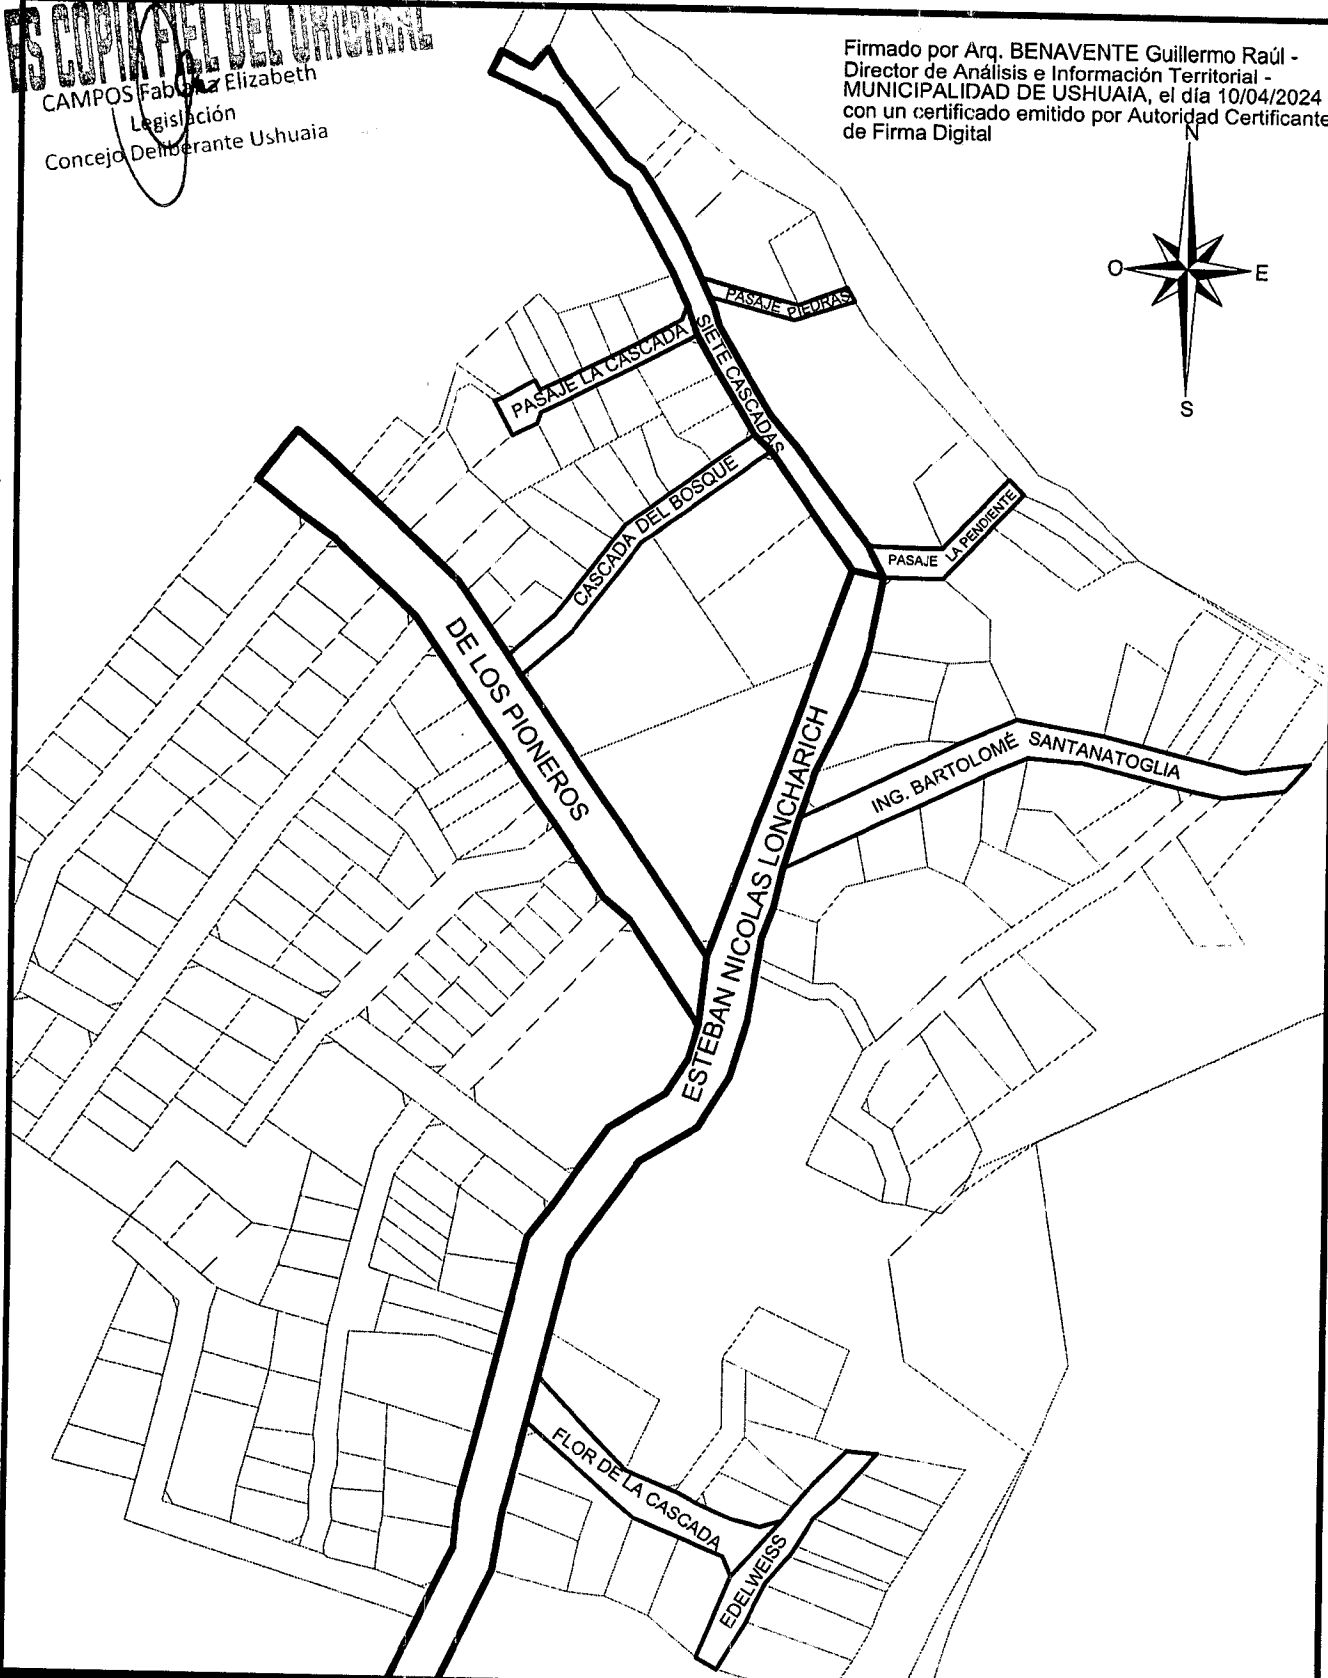 ES COPIA FIEL DEL ORIGINAL
CAMPOS Fabiana Elizabeth
Legislación
Concejo Deliberante Ushuaia
Firmado por Arq. BENAVENTE Guillermo Raúl -
Director de Análisis e Información Territorial -
MUNICIPALIDAD DE USHUAIA, el día 10/04/2024
con un certificado emitido por Autoridad Certificante
de Firma Digital
N
O
E
S
PASAJE PIEDRAS
SIETE CASCADAS
PASAJE LA CASCADA
CASCADA DEL BOSQUE
PASAJE LA PENDIENTE
DE LOS PIONEROS
ESTEBAN NICOLAS LONCHARICH
ING. BARTOLOMÉ SANTANATOGLIA
FLOR DE LA CASCADA
EDELWEISS